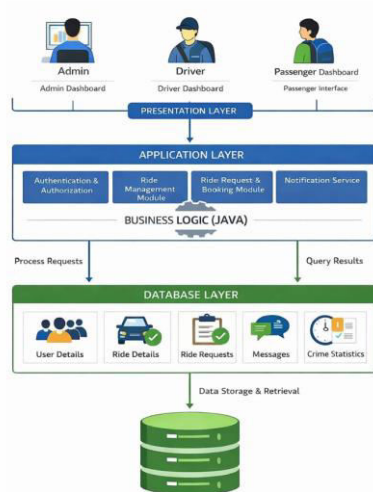 Admin
Admin Dashboard
Driver
Driver Dashboard
Passenger Dashboard
Passenger Interface
PRESENTATION LAYER
APPLICATION LAYER
Authentication &
Authorization
Ride
Management
Module
Ride Request &
Booking Module
Notification Service
BUSINESS LOGIC (JAVA)
Process Requests
Query Results
DATABASE LAYER
User Details
Ride Details
Ride Requests
Messages
Crime Statistics
Data Storage & Retrieval